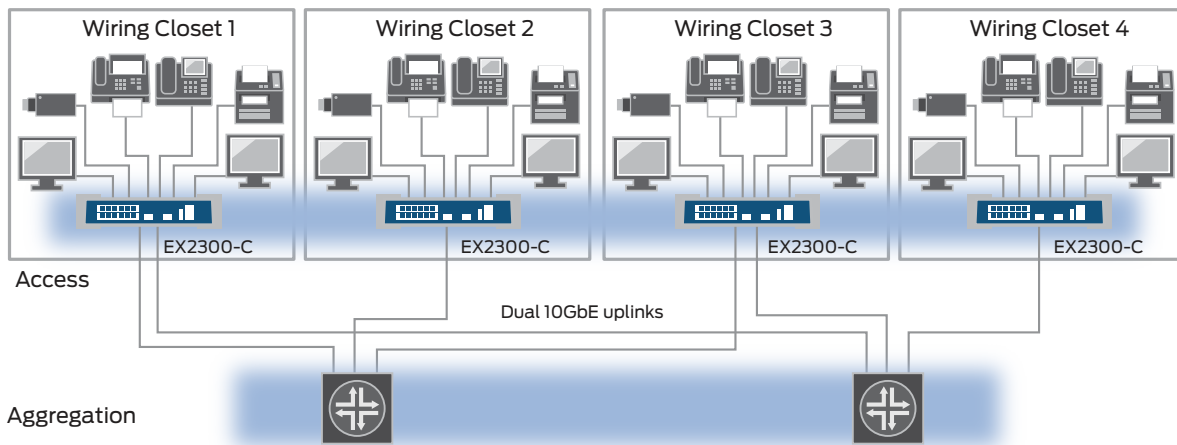 Wiring Closet 1
Wiring Closet 2
Wiring Closet 3
Wiring Closet 4
EX2300-C
EX2300-C
EX2300-C
EX2300-C
Access
Dual 10GbE uplinks
Aggregation